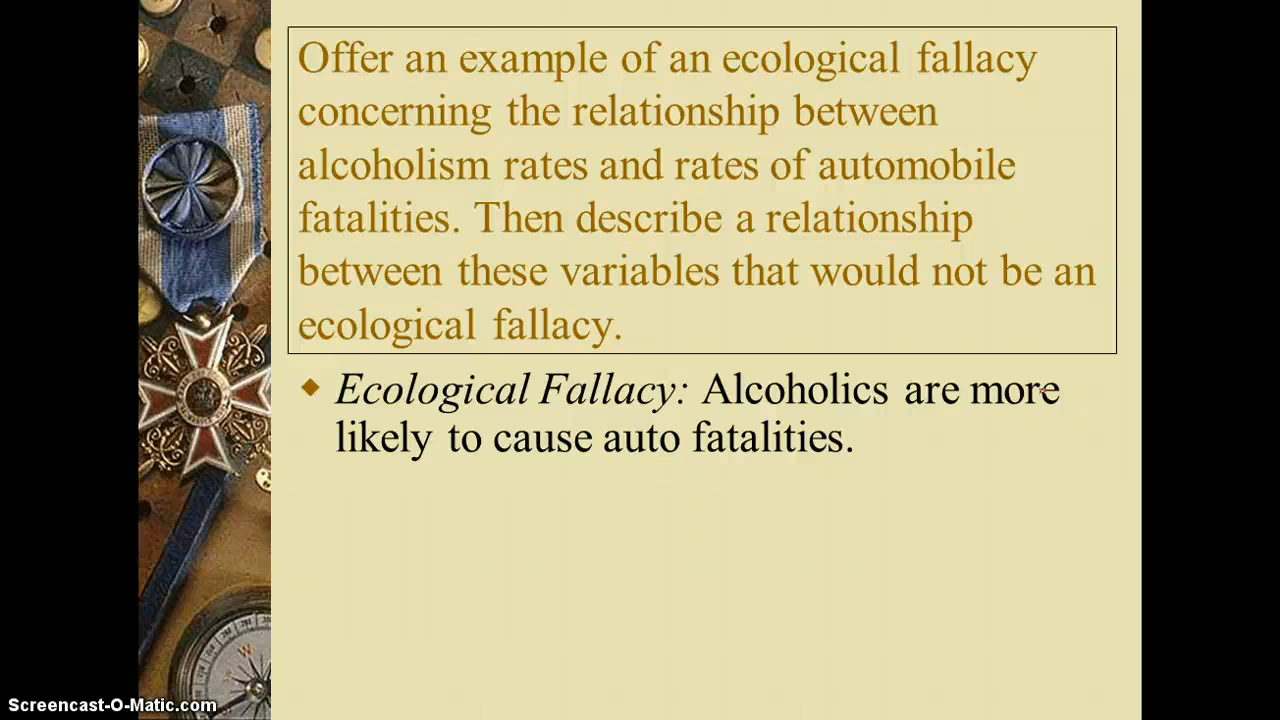 Offer an example of an ecological fallacy
concerning the relationship between
alcoholism rates and rates of automobile
fatalities. Then describe a relationship
between these variables that would not be an
ecological fallacy.
Ecological Fallacy: Alcoholics are more
likely to cause auto fatalities.
Screencast-O-Matic.com